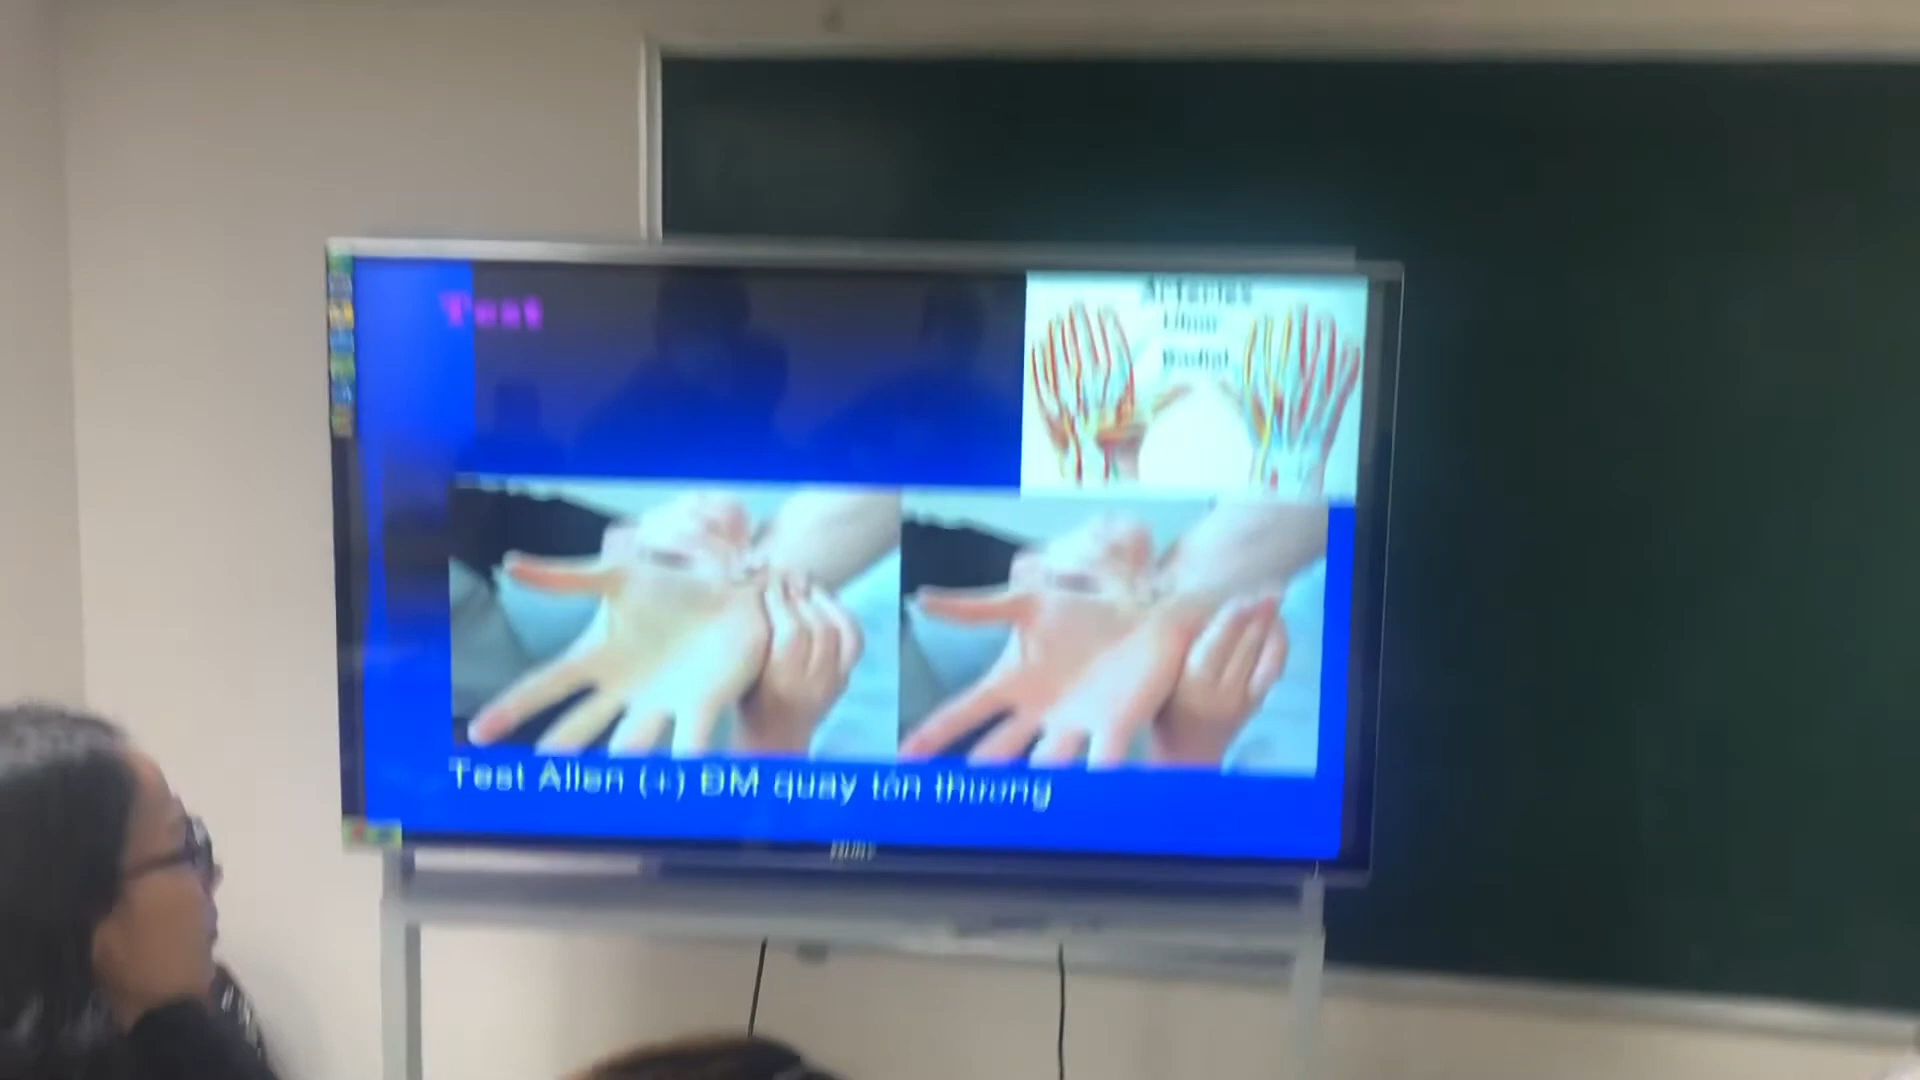 Test
Arteries
Ulnar
Radial
Test Allen (+) ĐM quay tổn thương